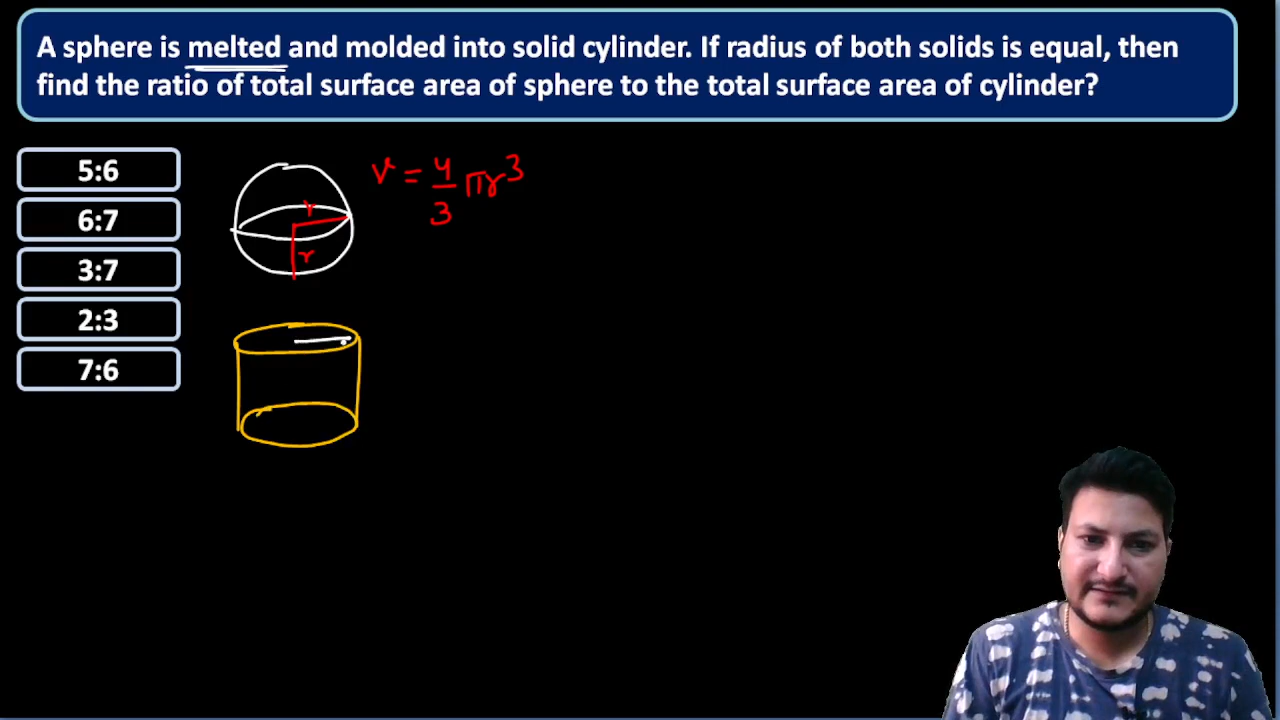 A sphere is melted and molded into solid cylinder. If radius of both solids is equal, then
find the ratio of total surface area of sphere to the total surface area of cylinder?
5:6
6:7
3:7
2:3
7:6
v = 4/3 πr³
r
r